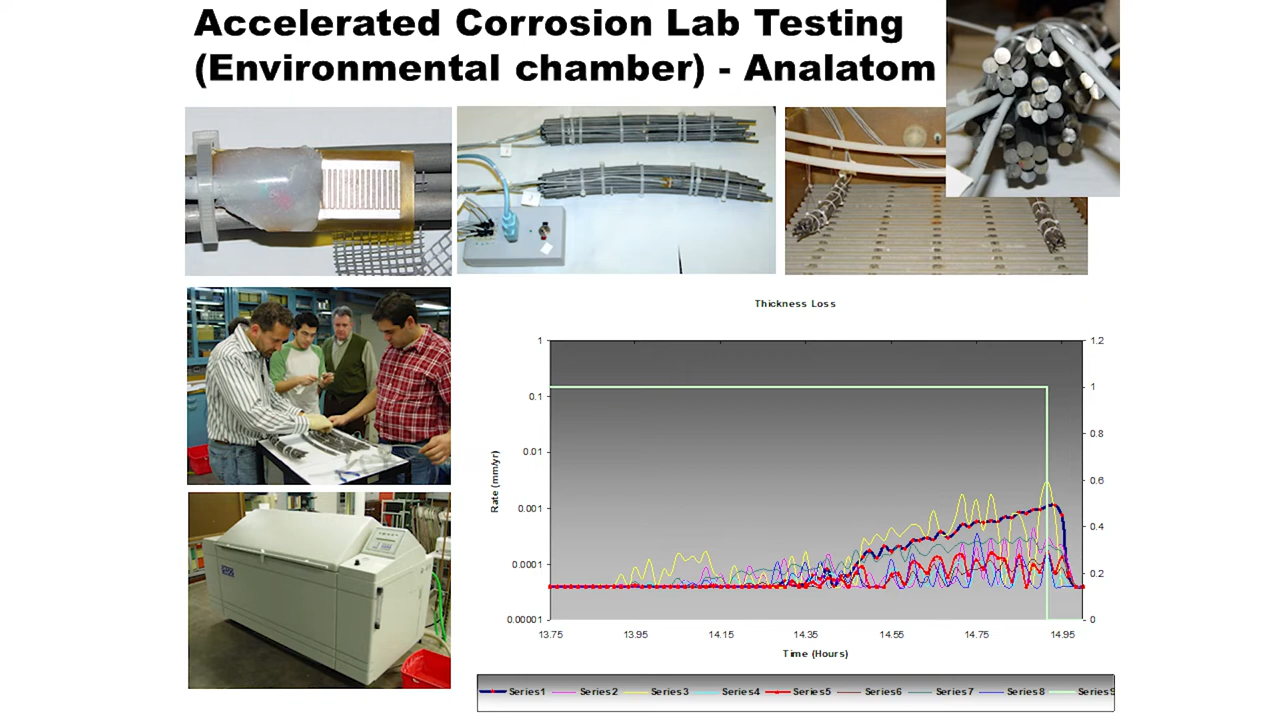 Accelerated Corrosion Lab Testing
(Environmental chamber) - Analatom
Thickness Loss
1
0.1
0.01
0.001
0.0001
0.00001
Rate (mm/yr)
1.2
1
0.8
0.6
0.4
0.2
0
13.75 13.95 14.15 14.35 14.55 14.75 14.95
Time (Hours)
Series1 Series2 Series3 Series4 Series5 Series6 Series7 Series8 Series9